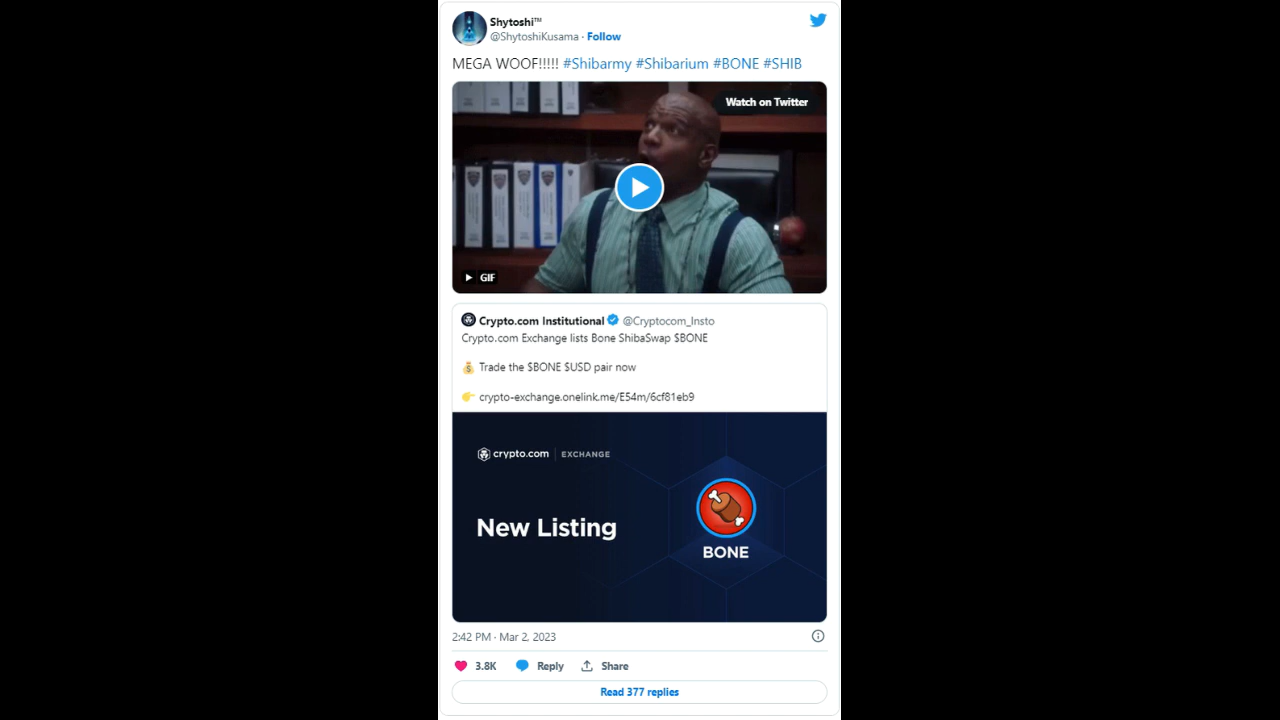 Shytoshi™
@ShytoshiKusama · Follow
MEGA WOOF!!!!! #Shibarmy #Shibarium #BONE #SHIB
Watch on Twitter
GIF
Crypto.com Institutional @Cryptocom_Insto
Crypto.com Exchange lists Bone ShibaSwap $BONE
💰 Trade the $BONE $USD pair now
👉 crypto-exchange.onelink.me/E54m/6cf81eb9
crypto.com | EXCHANGE
New Listing
BONE
2:42 PM · Mar 2, 2023
3.8K Reply Share
Read 377 replies